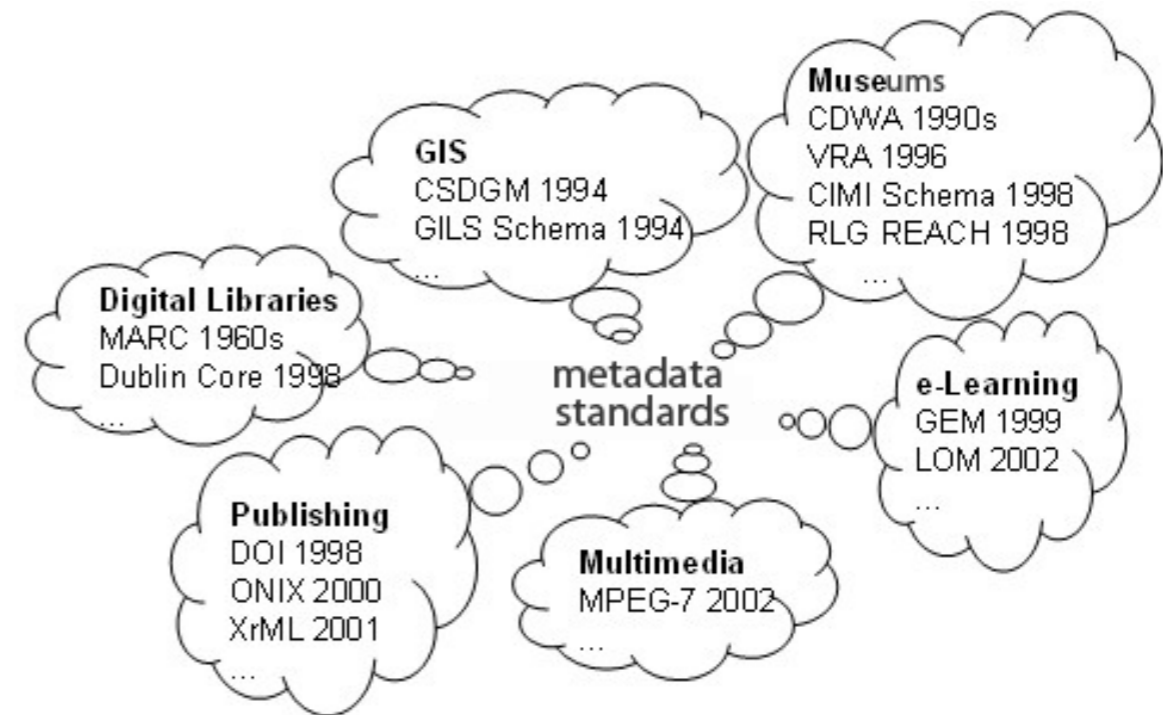 Museums
CDWA 1990s
VRA 1996
CIMI Schema 1998
RLG REACH 1998
...
GIS
CSDGM 1994
GILS Schema 1994
...
Digital Libraries
MARC 1960s
Dublin Core 1998
...
metadata
standards
e-Learning
GEM 1999
LOM 2002
...
Publishing
DOI 1998
ONIX 2000
XrML 2001
...
Multimedia
MPEG-7 2002
...